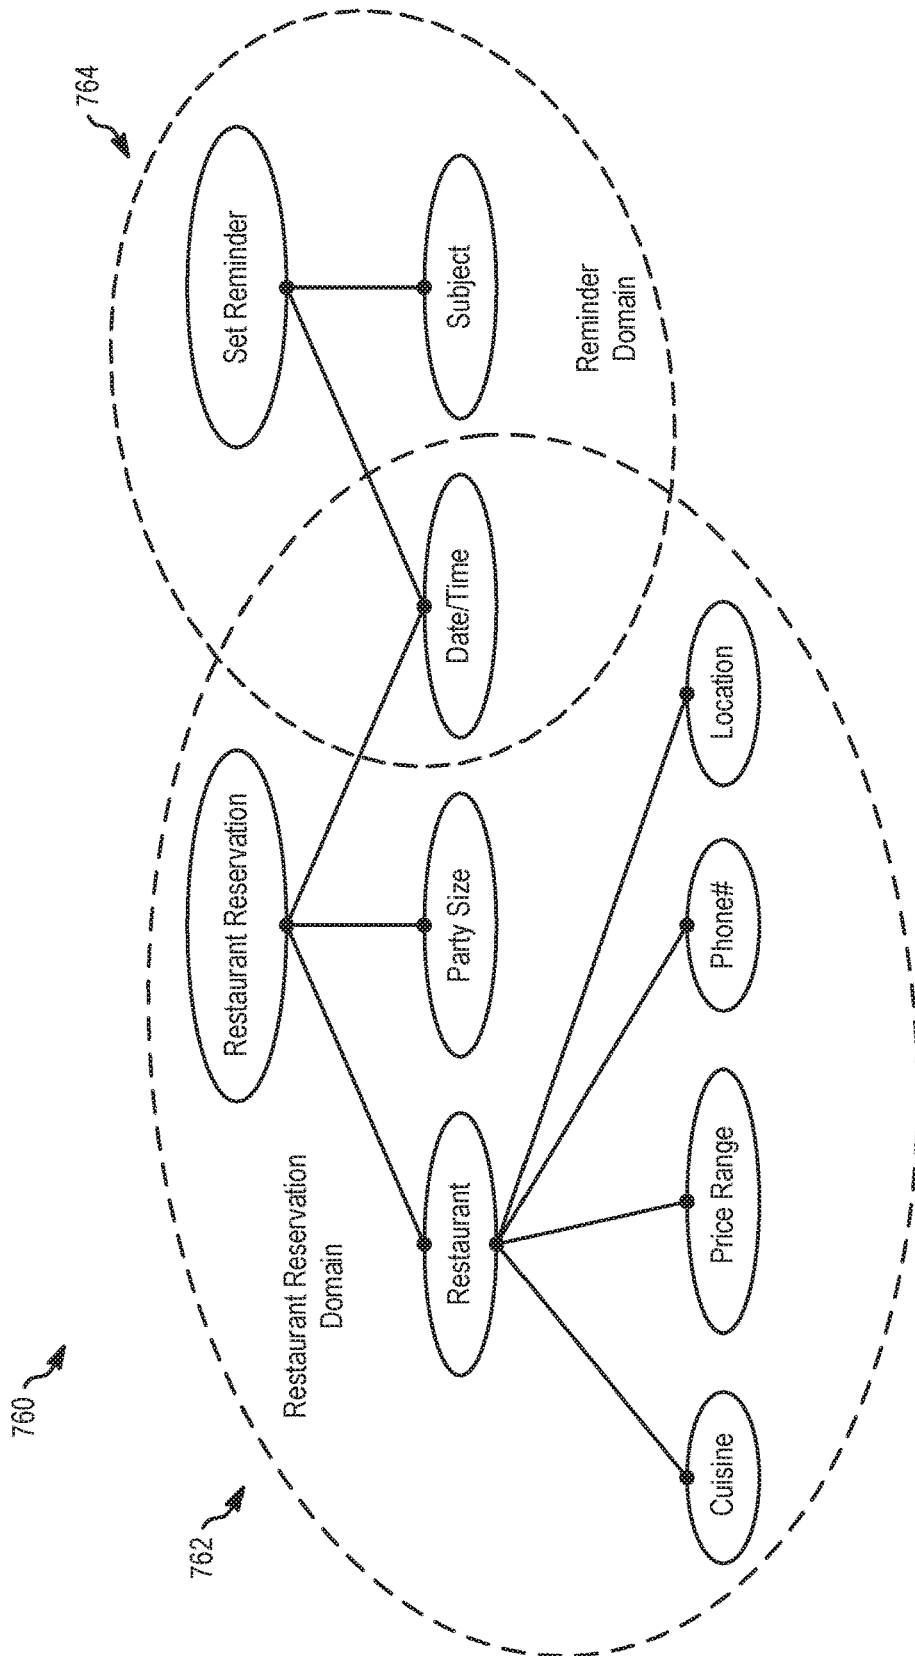 760
762
764
Restaurant Reservation
Set Reminder
Restaurant Reservation
Domain
Restaurant
Party Size
Date/Time
Subject
Reminder
Domain
Cuisine
Price Range
Phone#
Location